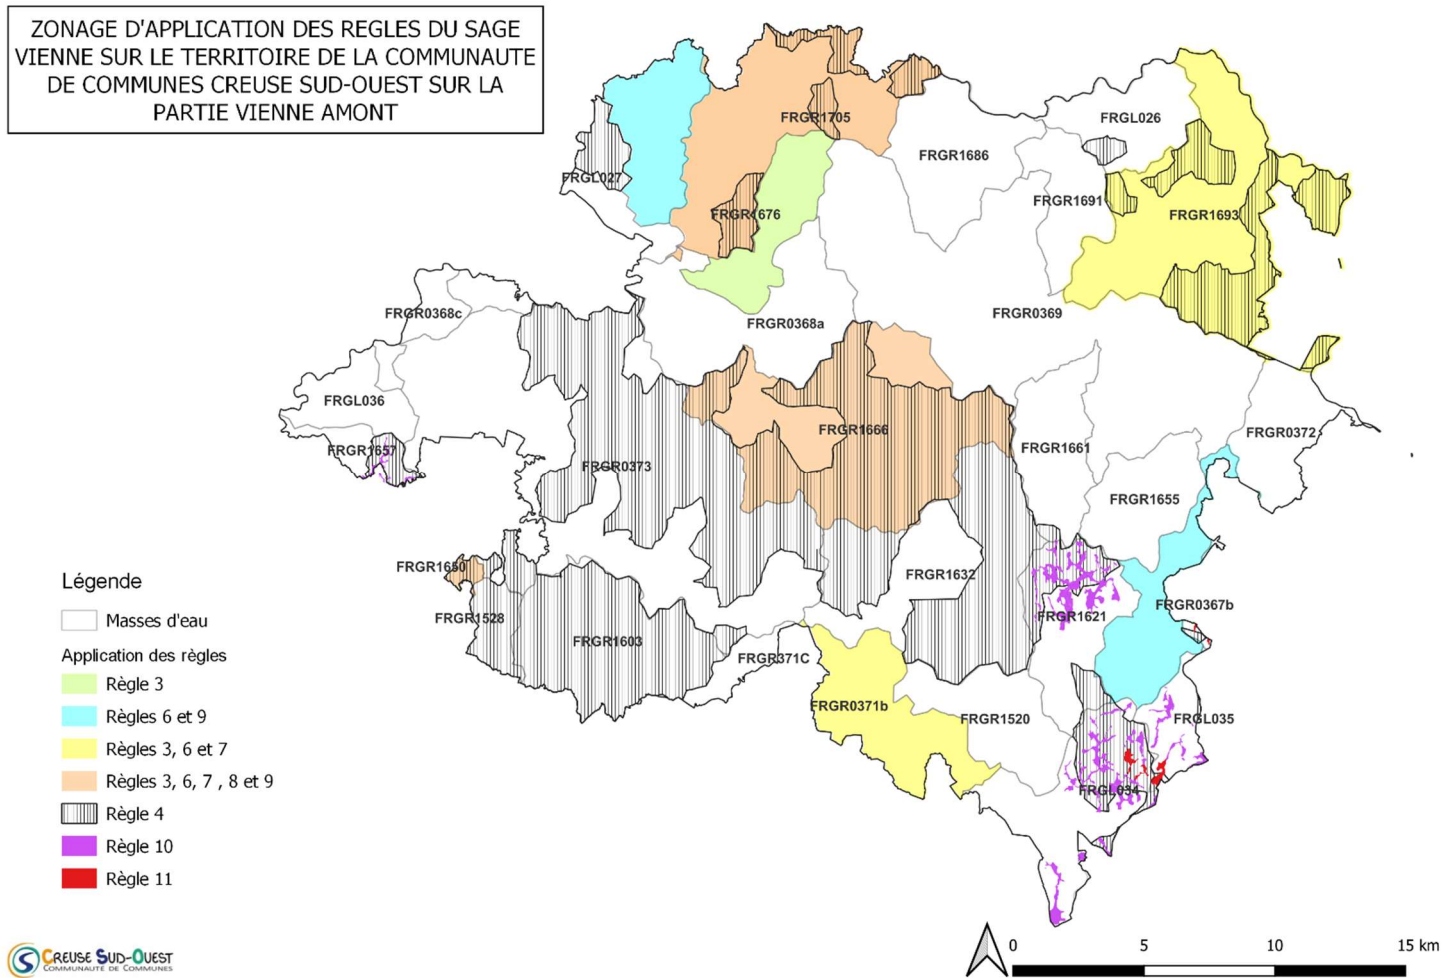 ZONAGE D'APPLICATION DES REGLES DU SAGE
VIENNE SUR LE TERRITOIRE DE LA COMMUNAUTE
DE COMMUNES CREUSE SUD-OUEST SUR LA
PARTIE VIENNE AMONT
FRGR1705
FRGL026
FRGR1686
FRGL027
FRGR1691
FRGR1676
FRGR1693
FRGR0368c
FRGR0368a
FRGR0369
FRGL036
FRGR1666
FRGR0372
FRGR1657
FRGR1661
FRGR0373
FRGR1655
FRGR1650
FRGR1632
FRGR0367b
FRGR1528
FRGR1621
FRGR1603
FRGR371C
FRGR0371b
FRGR1520
FRGL035
FRGL034
Légende
Masses d'eau
Application des règles
Règle 3
Règles 6 et 9
Règles 3, 6 et 7
Règles 3, 6, 7 , 8 et 9
Règle 4
Règle 10
Règle 11
CREUSE SUD-OUEST
COMMUNAUTÉ DE COMMUNES
0 5 10 15 km